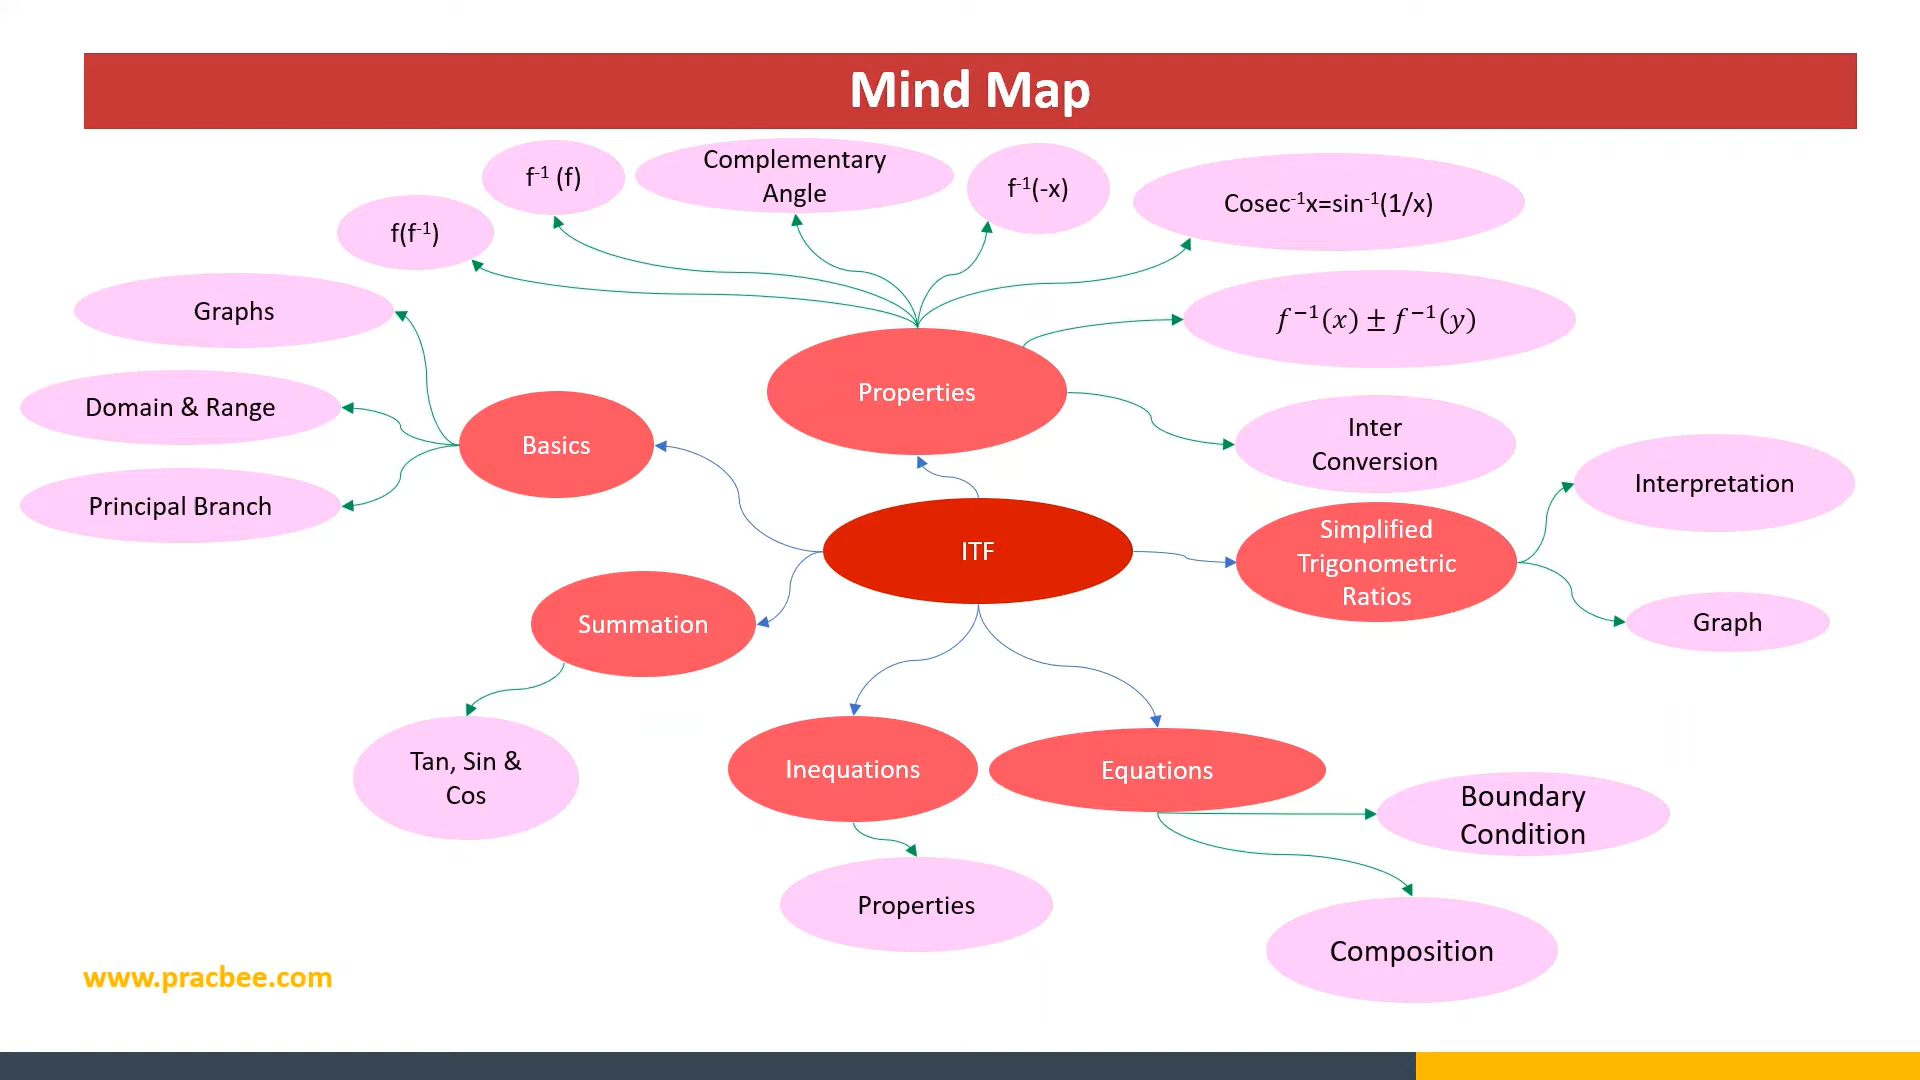 Mind Map
f(f⁻¹)
f⁻¹ (f)
Complementary
Angle
f⁻¹(-x)
Cosec⁻¹x=sin⁻¹(1/x)
f⁻¹(x) ± f⁻¹(y)
Graphs
Domain & Range
Principal Branch
Basics
Properties
Inter
Conversion
Interpretation
ITF
Simplified
Trigonometric
Ratios
Graph
Summation
Tan, Sin &
Cos
Inequations
Equations
Boundary
Condition
Properties
Composition
www.pracbee.com